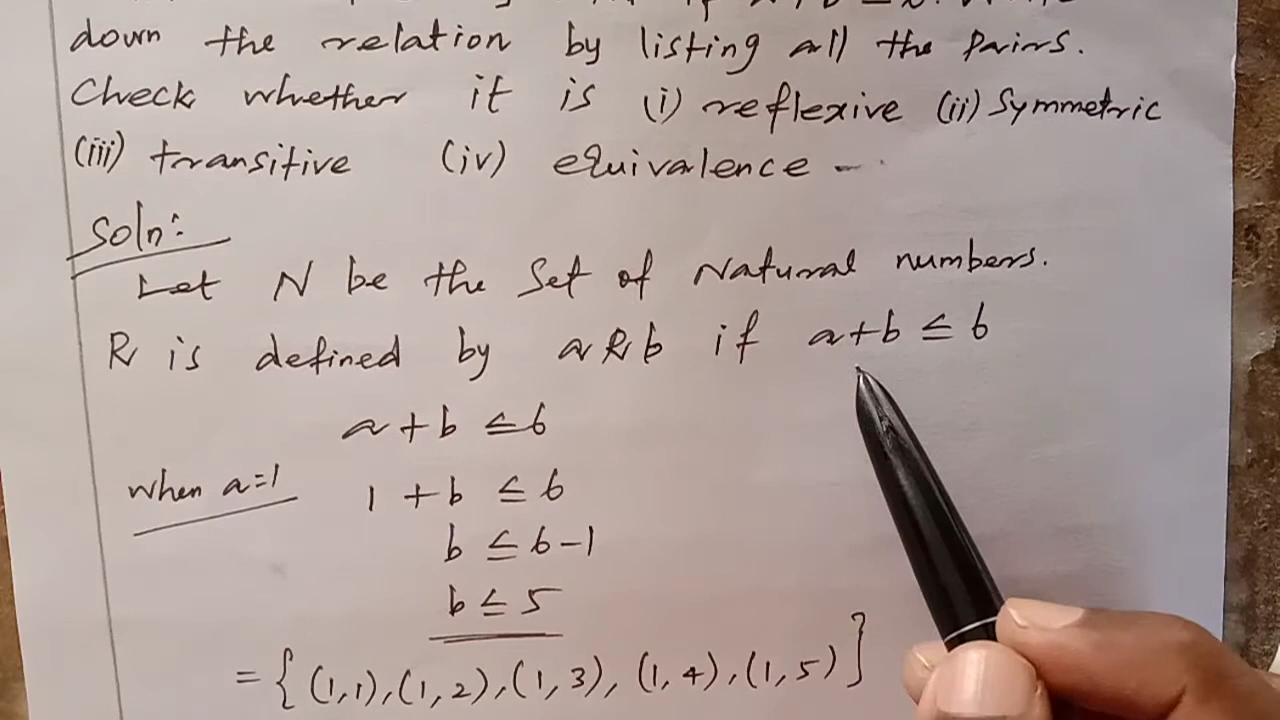 down the relation by listing all the Pairs.
Check whether it is (i) reflexive (ii) Symmetric
(iii) transitive (iv) equivalence -
Soln:
Let N be the Set of Natural numbers.
R is defined by a R b if a+b ≤ 6
a + b ≤ 6
When a=1 1 + b ≤ 6
b ≤ 6-1
b ≤ 5
= { (1,1), (1,2), (1,3), (1,4), (1,5) }